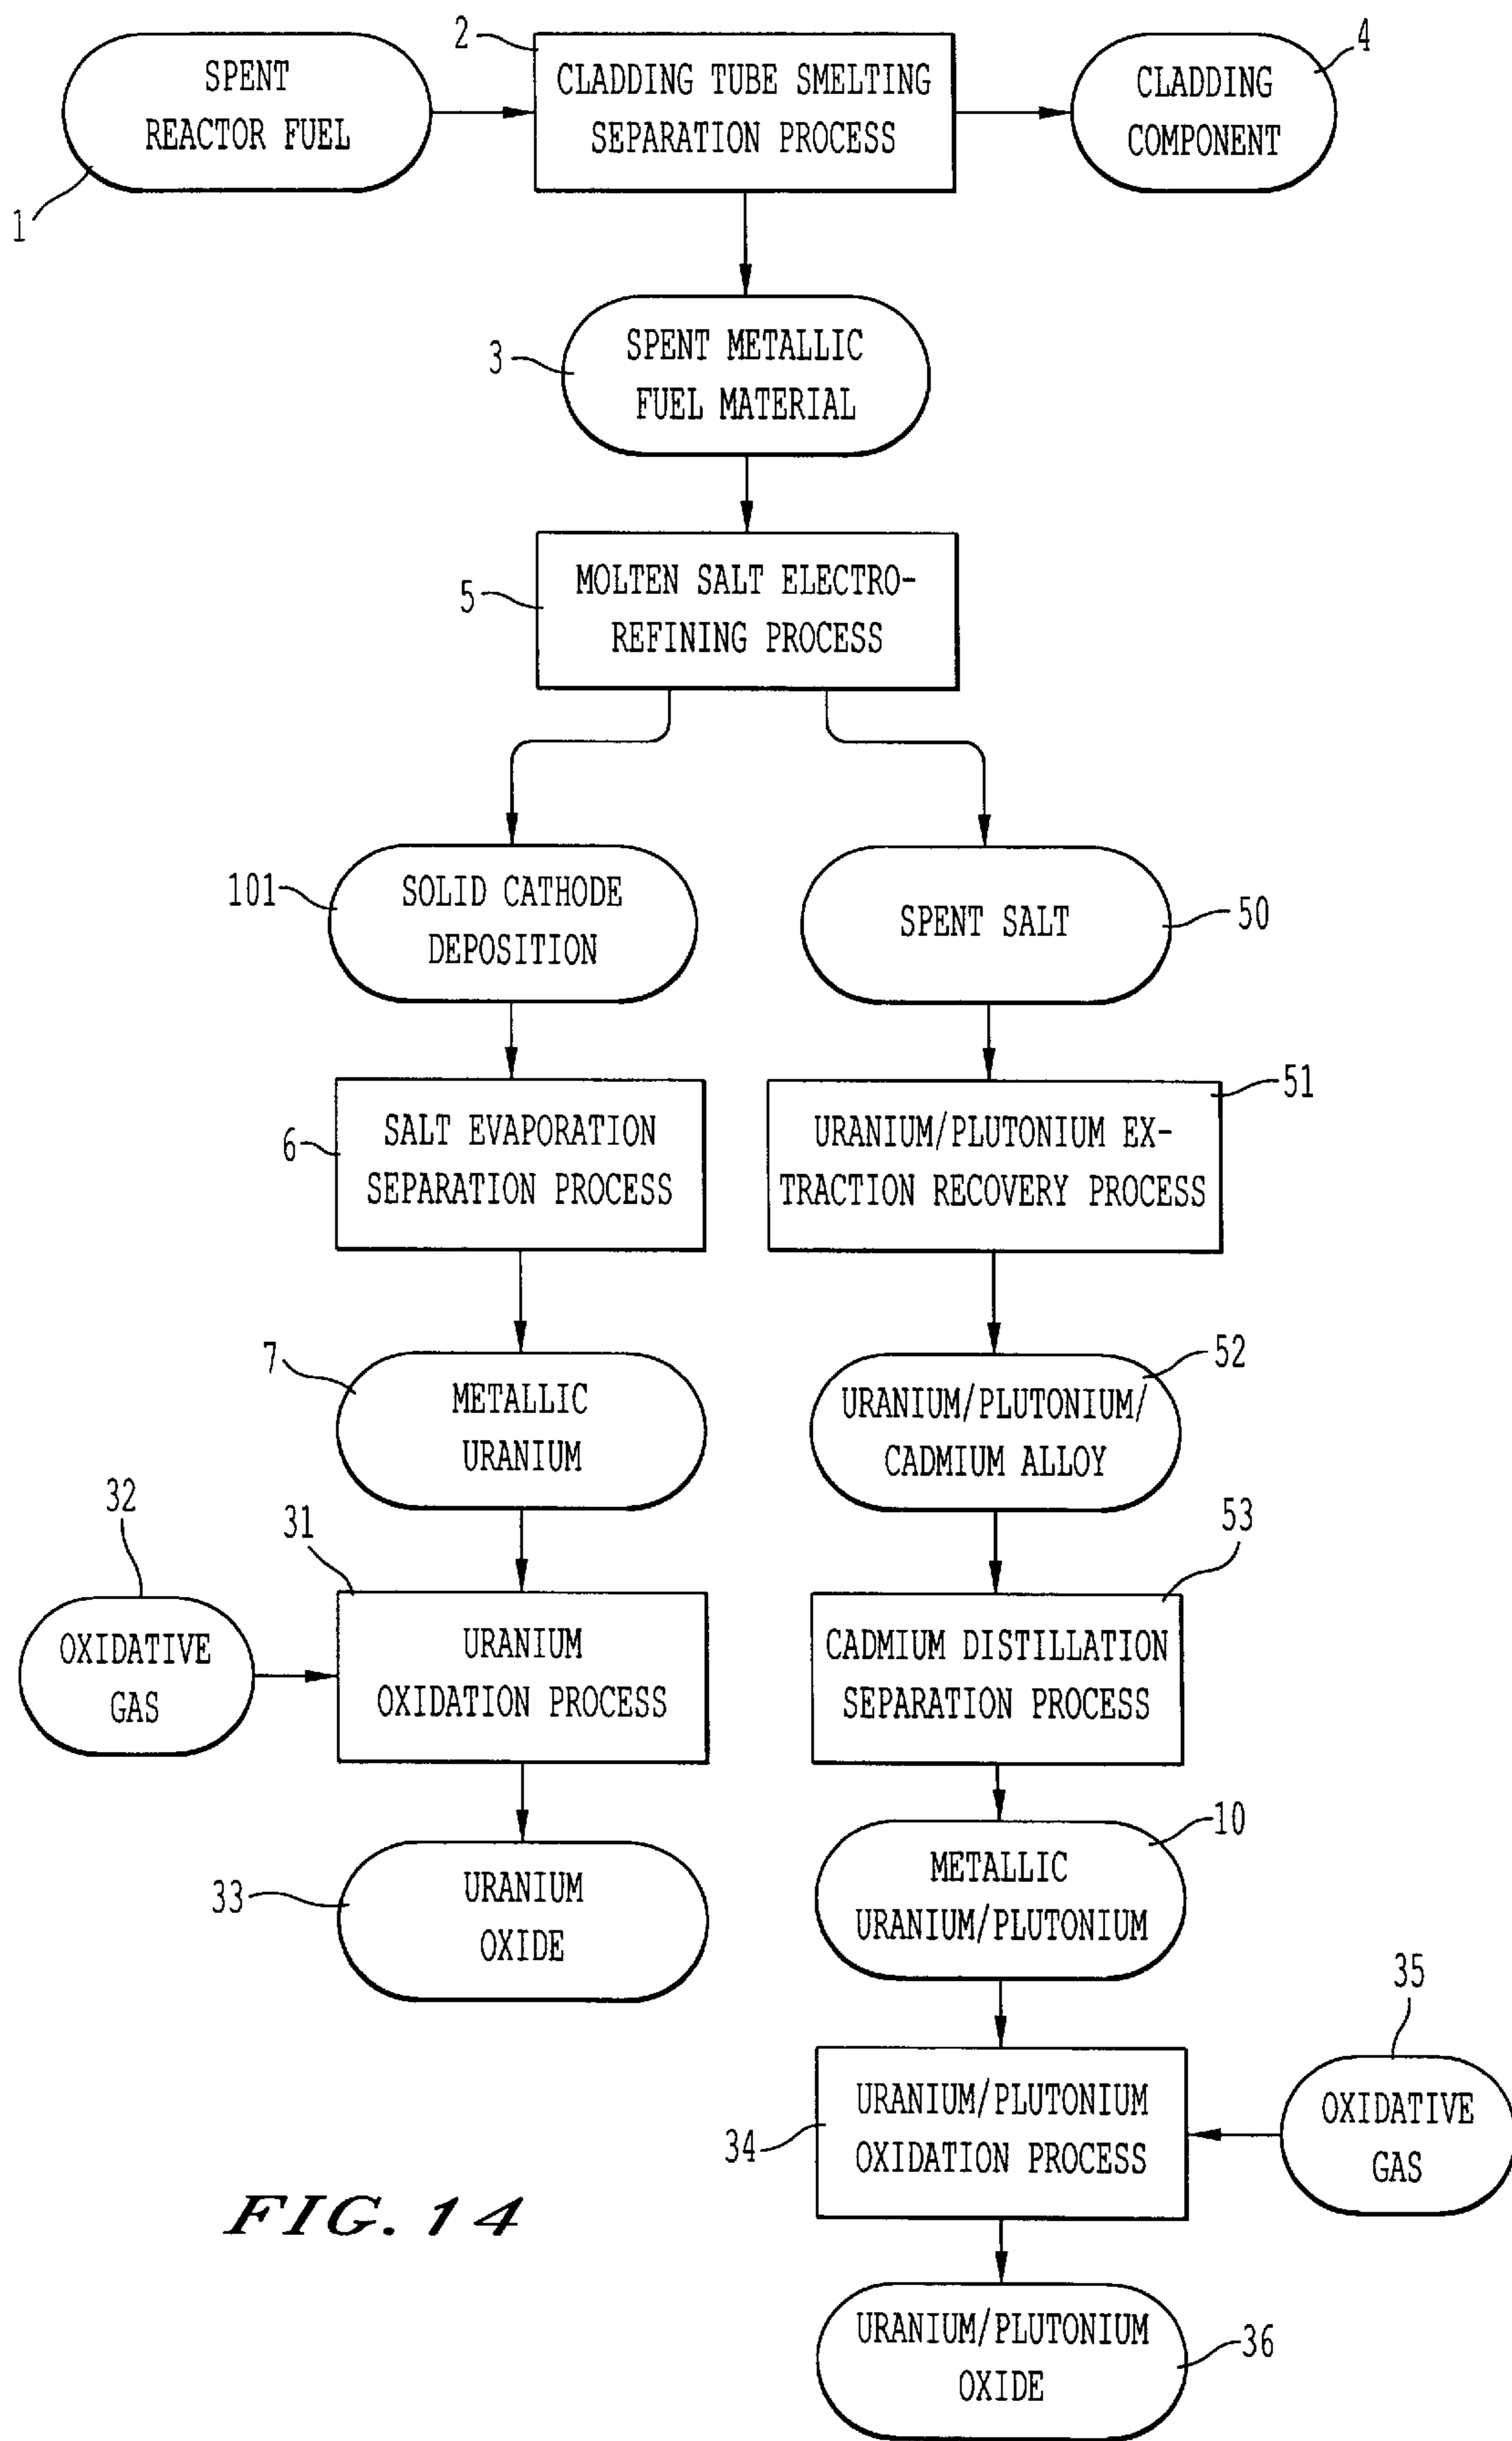 1
SPENT
REACTOR FUEL
2
CLADDING TUBE SMELTING
SEPARATION PROCESS
4
CLADDING
COMPONENT
3
SPENT METALLIC
FUEL MATERIAL
5
MOLTEN SALT ELECTRO-
REFINING PROCESS
101
SOLID CATHODE
DEPOSITION
SPENT SALT
50
6
SALT EVAPORATION
SEPARATION PROCESS
51
URANIUM/PLUTONIUM EX-
TRACTION RECOVERY PROCESS
7
METALLIC
URANIUM
52
URANIUM/PLUTONIUM/
CADMIUM ALLOY
32
OXIDATIVE
GAS
31
URANIUM
OXIDATION PROCESS
53
CADMIUM DISTILLATION
SEPARATION PROCESS
33
URANIUM
OXIDE
10
METALLIC
URANIUM/PLUTONIUM
34
URANIUM/PLUTONIUM
OXIDATION PROCESS
35
OXIDATIVE
GAS
FIG. 14
URANIUM/PLUTONIUM
OXIDE
36